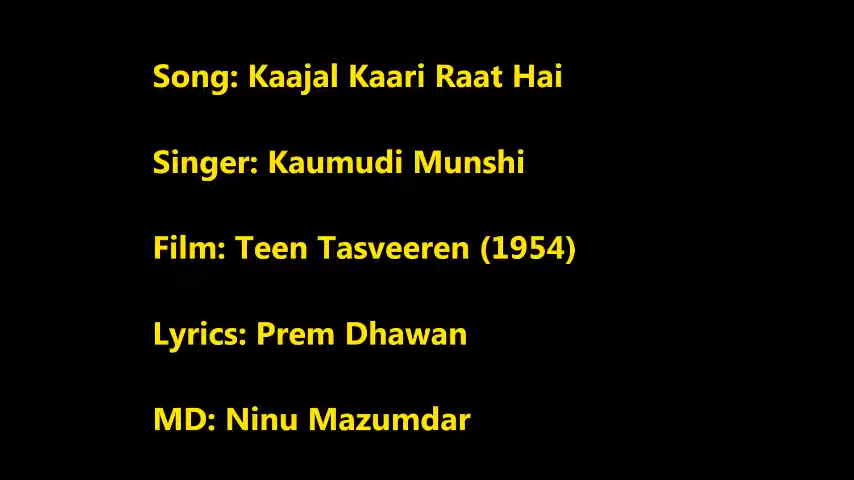 Song: Kaajal Kaari Raat Hai
Singer: Kaumudi Munshi
Film: Teen Tasveeren (1954)
Lyrics: Prem Dhawan
MD: Ninu Mazumdar